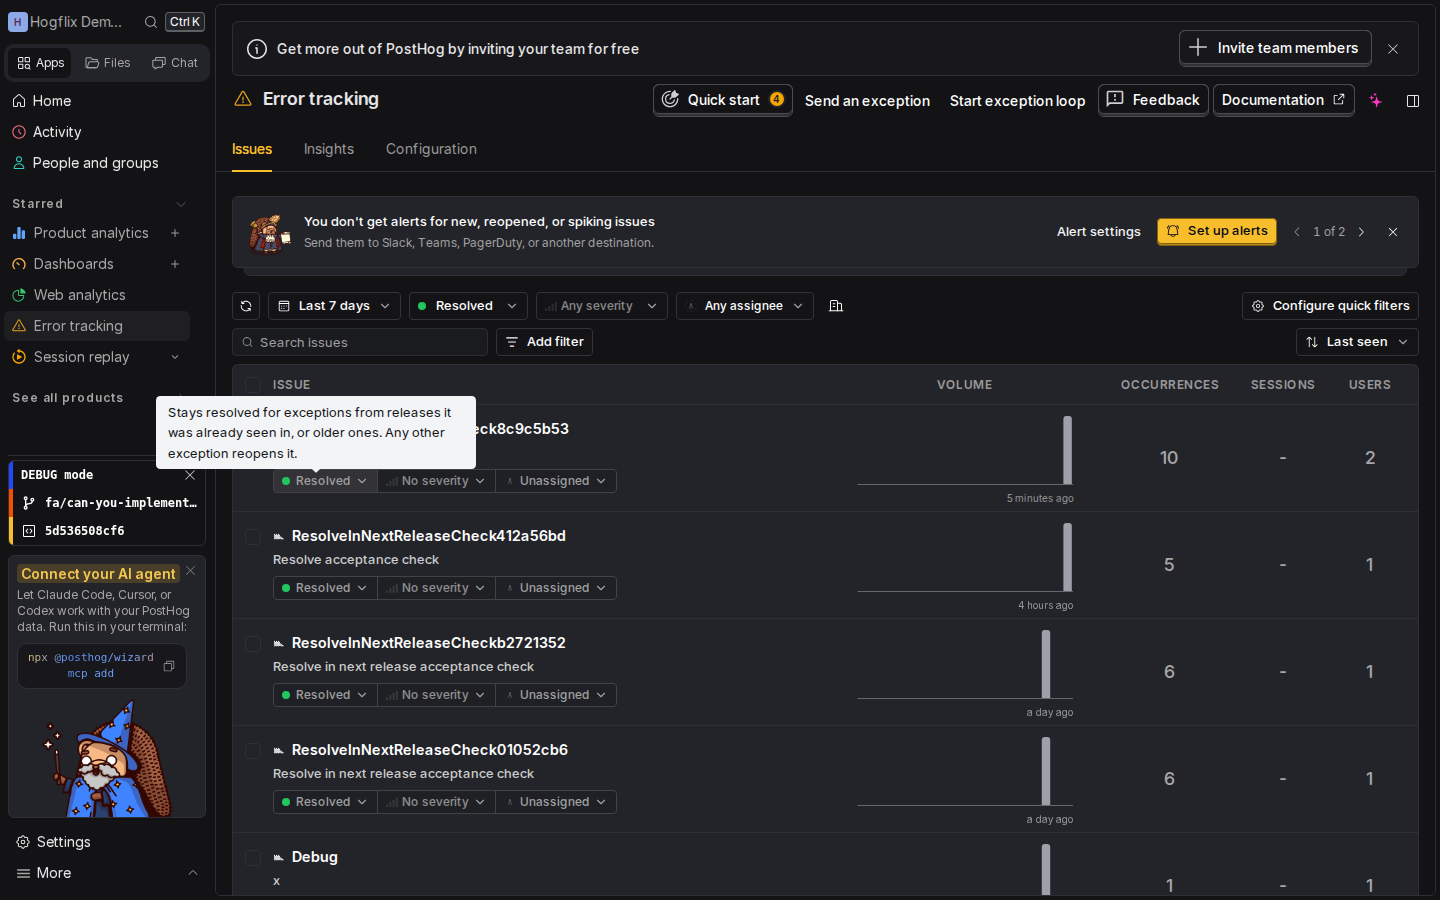 H Hogflix Dem... Ctrl K
Apps Files Chat
Home
Activity
People and groups
Starred
Product analytics
Dashboards
Web analytics
Error tracking
Session replay
See all products
DEBUG mode
fa/can-you-implement…
5d536508cf6
Connect your AI agent
Let Claude Code, Cursor, or
Codex work with your PostHog
data. Run this in your terminal:
npx @posthog/wizard
mcp add
Settings
More
Get more out of PostHog by inviting your team for free
Invite team members
Error tracking
Quick start 4
Send an exception
Start exception loop
Feedback
Documentation
Issues Insights Configuration
You don't get alerts for new, reopened, or spiking issues
Send them to Slack, Teams, PagerDuty, or another destination.
Alert settings
Set up alerts
1 of 2
Last 7 days
Resolved
Any severity
Any assignee
Configure quick filters
Search issues
Add filter
Last seen
ISSUE VOLUME OCCURRENCES SESSIONS USERS
Stays resolved for exceptions from releases it
was already seen in, or older ones. Any other
exception reopens it.
eck8c9c5b53
Resolved No severity Unassigned
5 minutes ago
10 - 2
ResolveInNextReleaseCheck412a56bd
Resolve acceptance check
Resolved No severity Unassigned
4 hours ago
5 - 1
ResolveInNextReleaseCheckb2721352
Resolve in next release acceptance check
Resolved No severity Unassigned
a day ago
6 - 1
ResolveInNextReleaseCheck01052cb6
Resolve in next release acceptance check
Resolved No severity Unassigned
a day ago
6 - 1
Debug
x
1 - 1